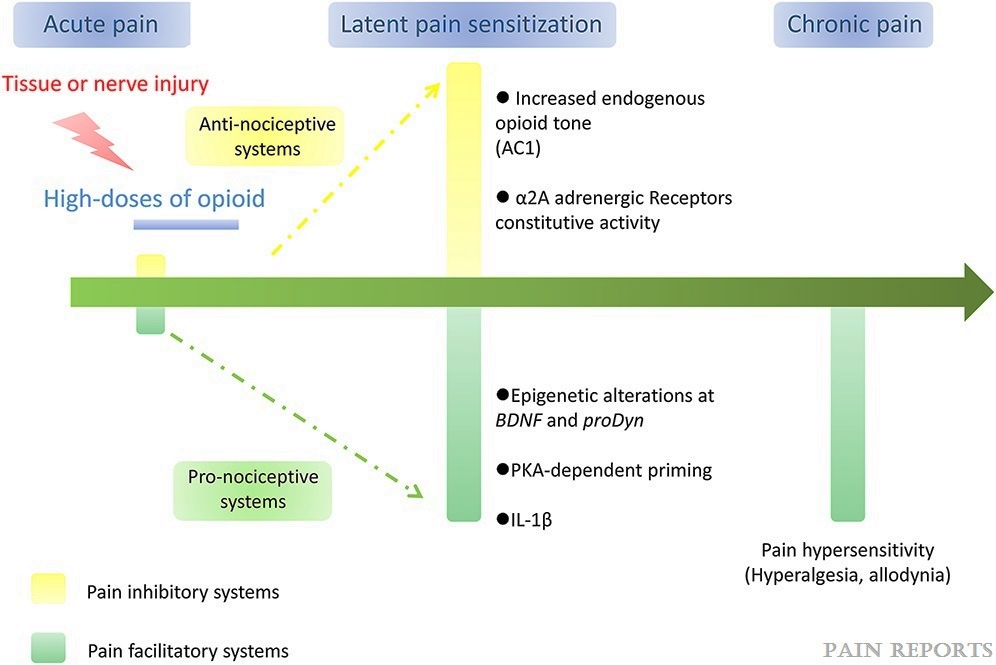 Acute pain
Latent pain sensitization
Chronic pain
Tissue or nerve injury
Anti-nociceptive
systems
High-doses of opioid
● Increased endogenous
opioid tone
(AC1)
● α2A adrenergic Receptors
constitutive activity
●Epigenetic alterations at
BDNF and proDyn
●PKA-dependent priming
●IL-1β
Pro-nociceptive
systems
Pain hypersensitivity
(Hyperalgesia, allodynia)
Pain inhibitory systems
Pain facilitatory systems
PAIN REPORTS